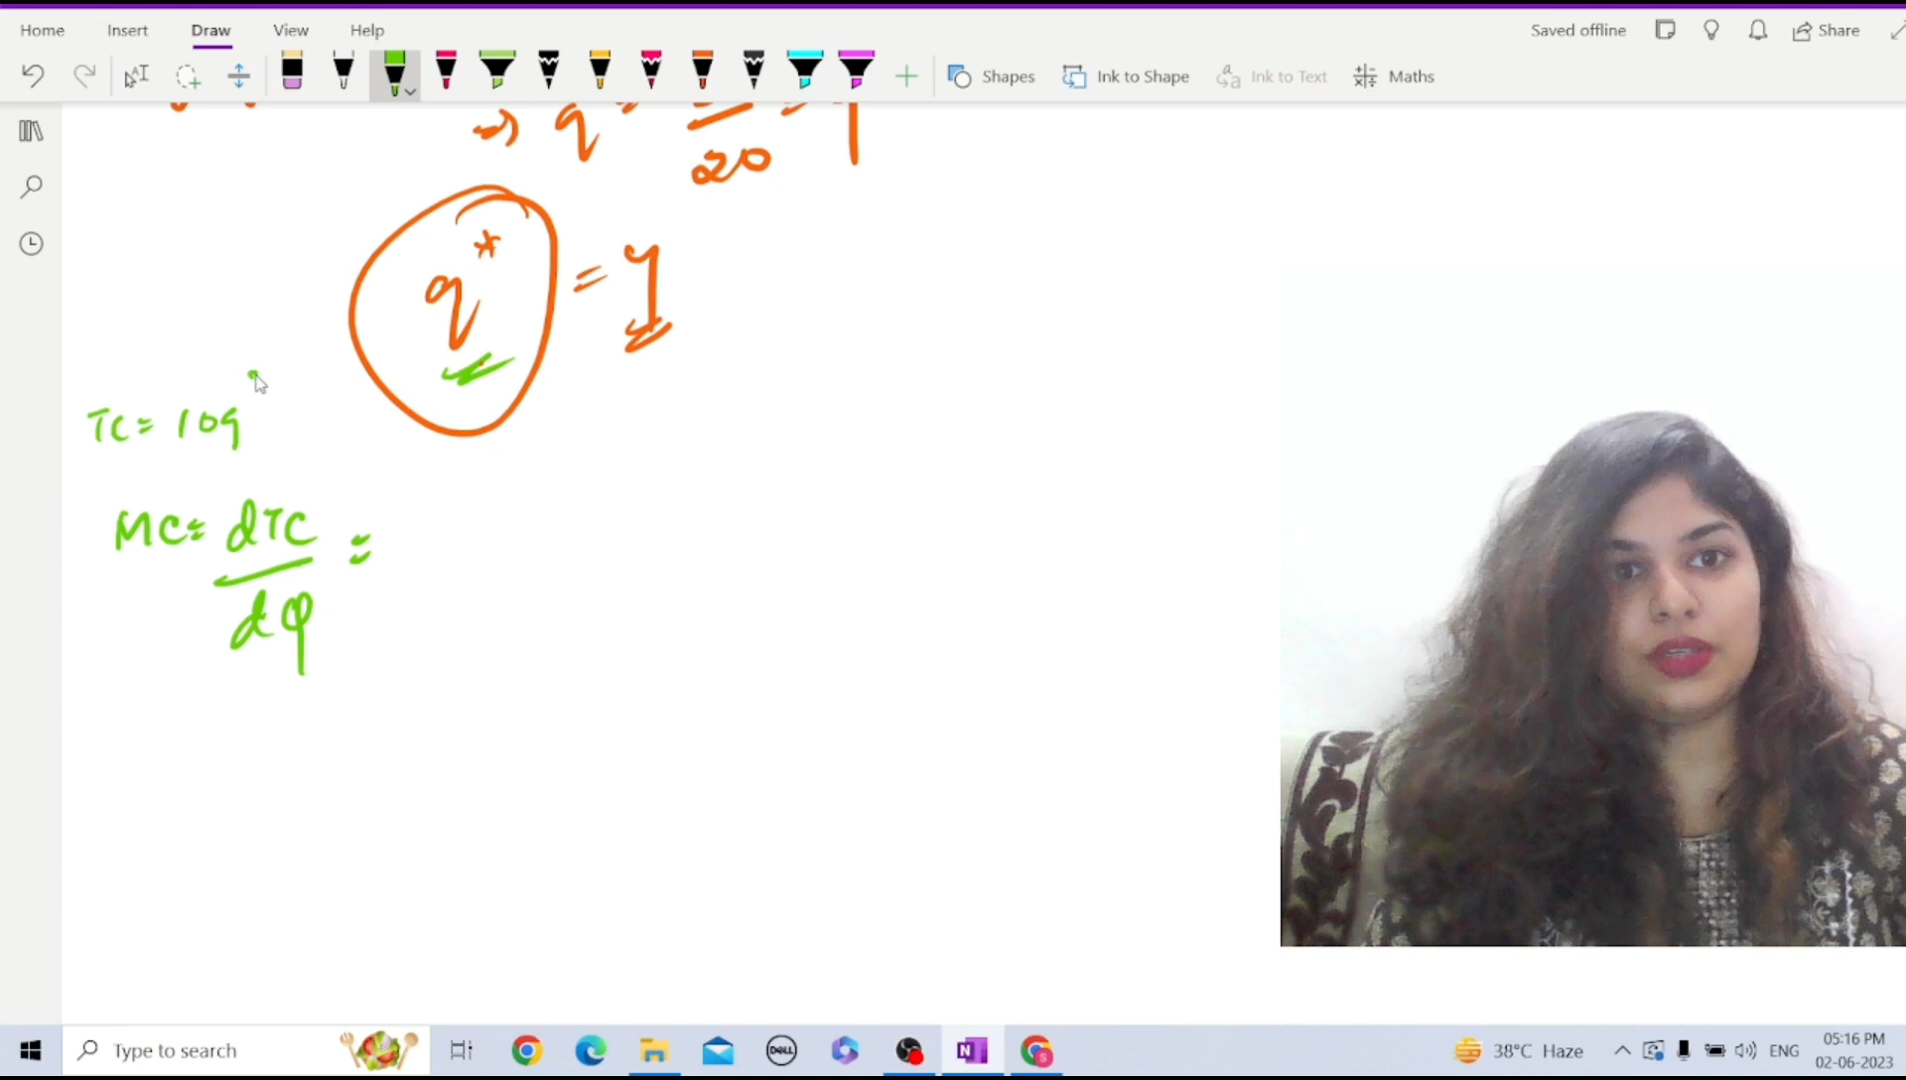 Home Insert Draw View Help Saved offline Share
Shapes Ink to Shape Ink to Text Maths
⇒ q =
20
q* =
TC = 10q
MC = dTC =
dQ
Type to search DELL N S 38°C Haze ENG 05:16 PM
02-06-2023